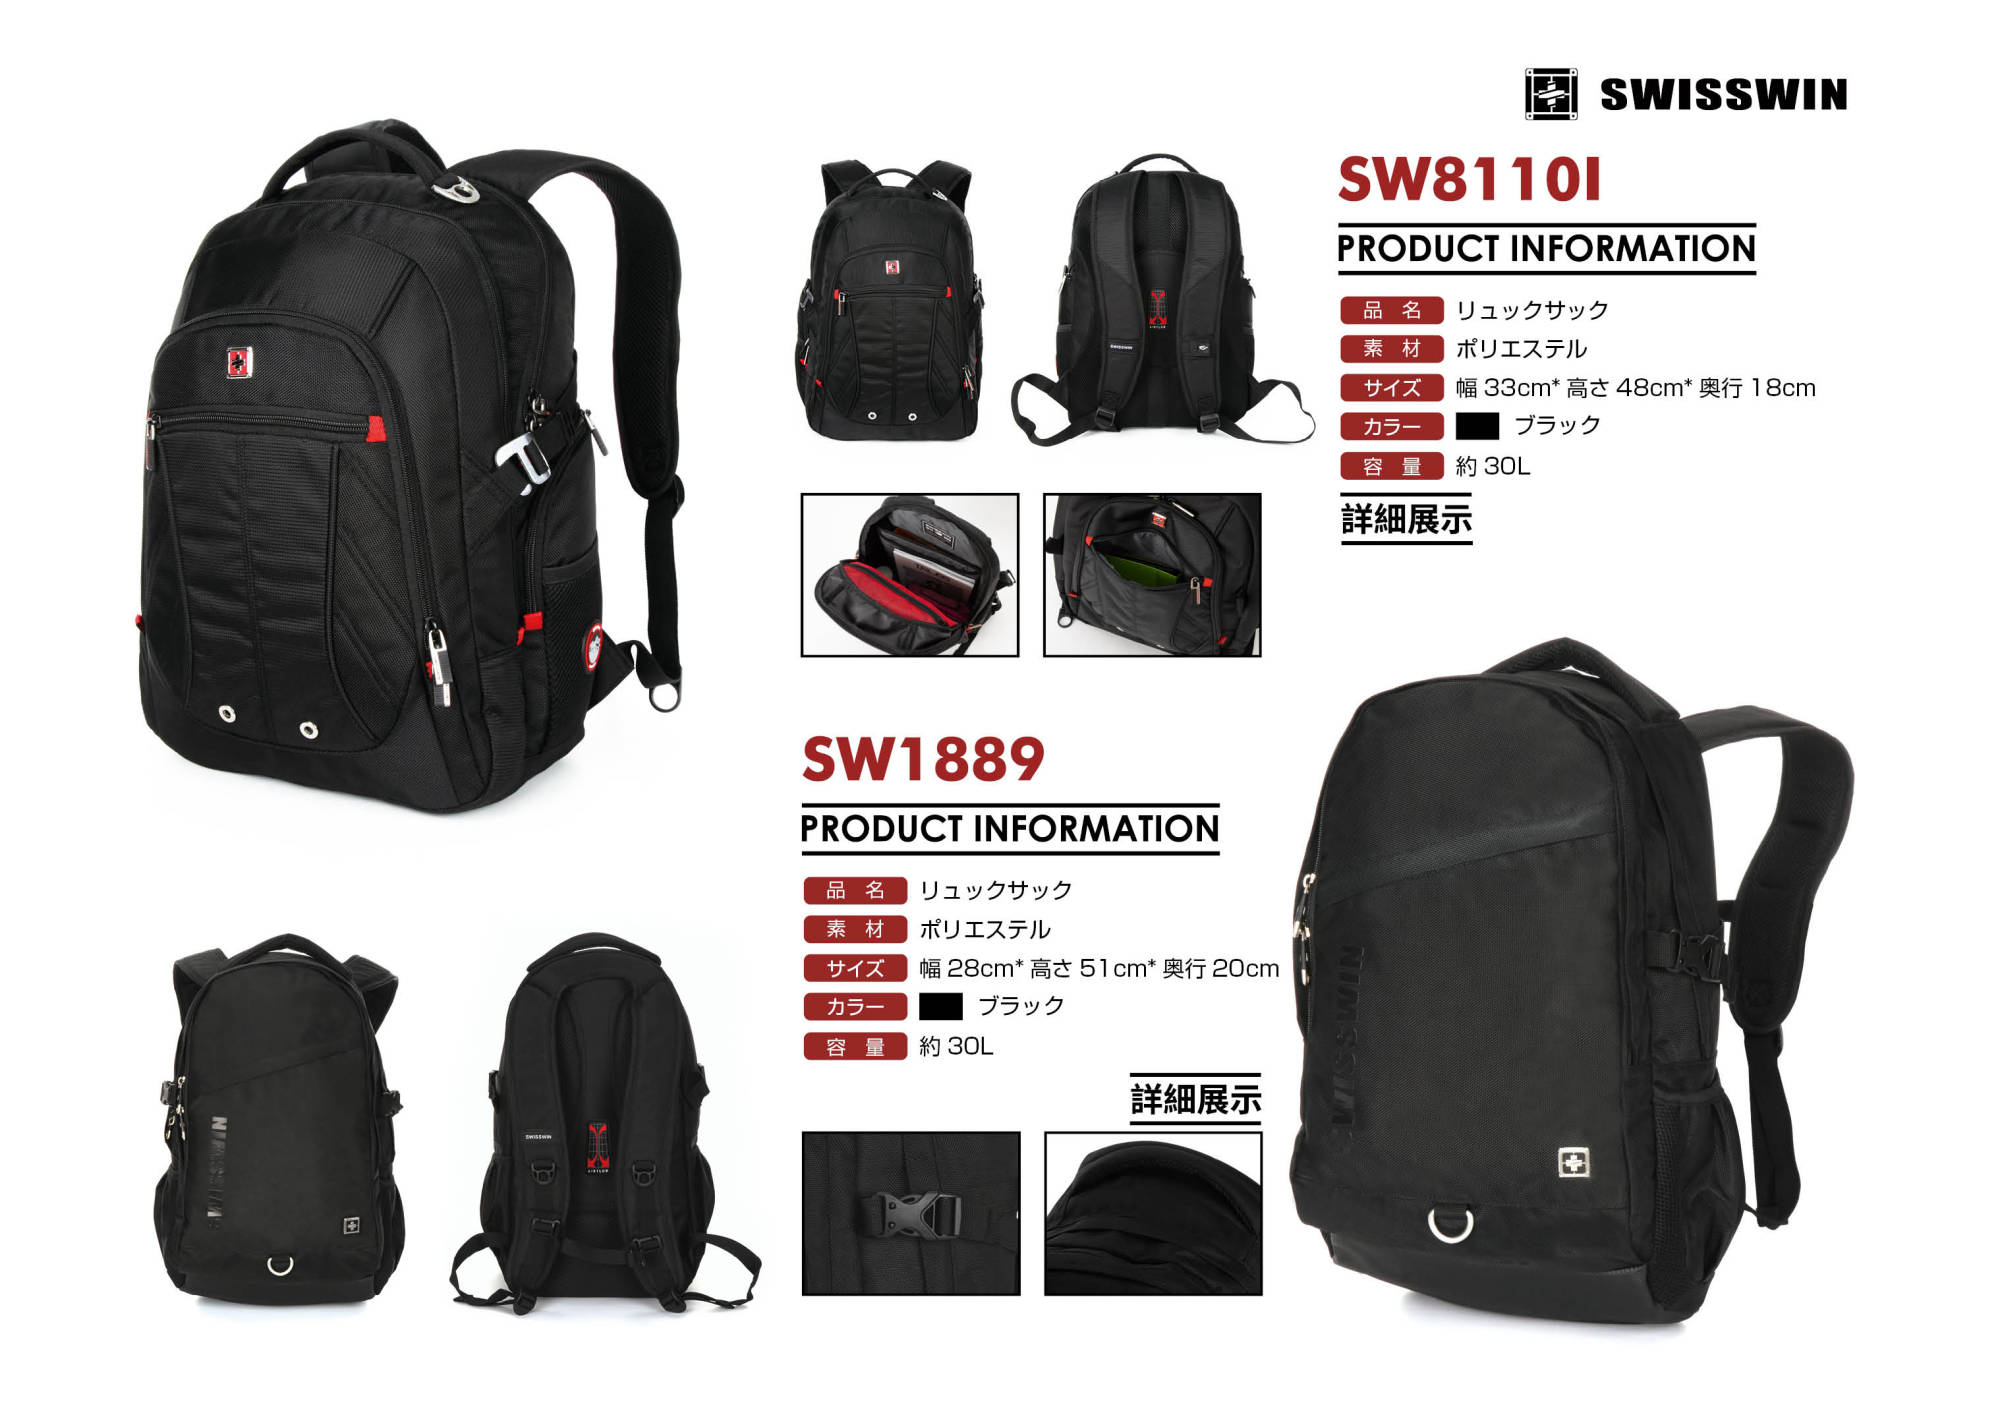 SWISSWIN
SW8110I
PRODUCT INFORMATION
品 名 リュックサック
素 材 ポリエステル
サイズ 幅 33cm* 高さ 48cm* 奥行 18cm
カラー ブラック
容 量 約 30L
詳細展示
SWISSWIN
SW1889
PRODUCT INFORMATION
品 名 リュックサック
素 材 ポリエステル
サイズ 幅 28cm* 高さ 51cm* 奥行 20cm
カラー ブラック
容 量 約 30L
詳細展示
SWISSWIN
SWISSWIN
SWISSWIN
AIRFLOW